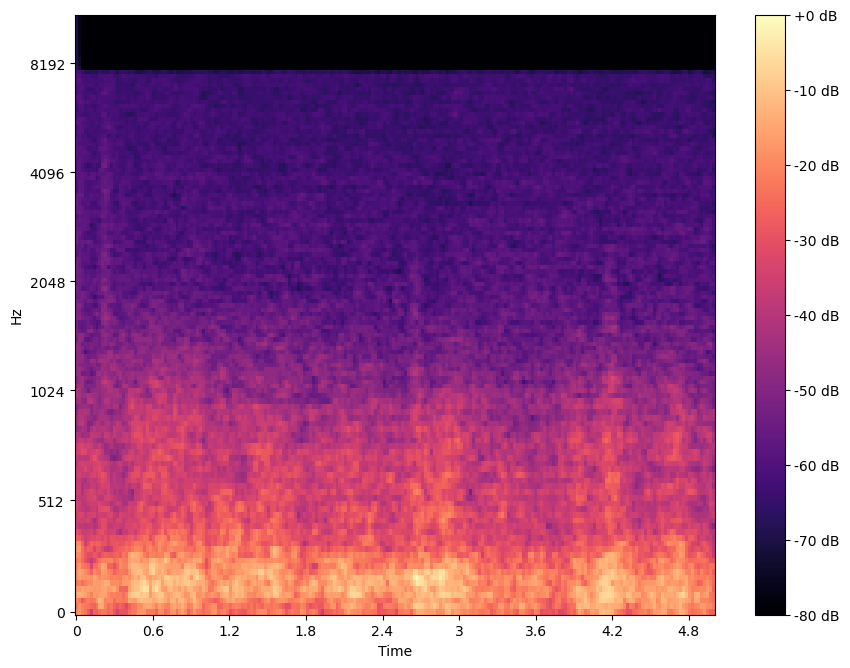 +0 dB
8192
-10 dB
4096
-20 dB
-30 dB
2048
Hz
-40 dB
1024
-50 dB
512
-60 dB
-70 dB
0
-80 dB
0 0.6 1.2 1.8 2.4 3 3.6 4.2 4.8
Time